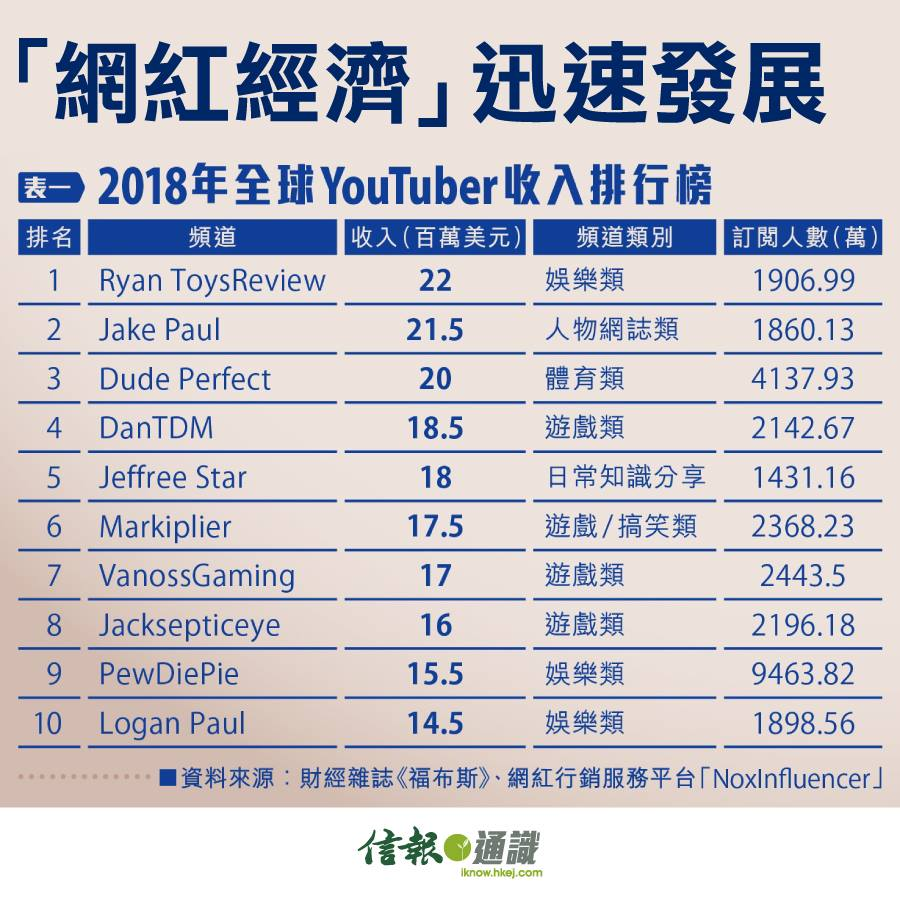 「網紅經濟」迅速發展
表一 2018年全球YouTuber收入排行榜
排名 頻道 收入(百萬美元) 頻道類別 訂閱人數(萬)
1 Ryan ToysReview 22 娛樂類 1906.99
2 Jake Paul 21.5 人物網誌類 1860.13
3 Dude Perfect 20 體育類 4137.93
4 DanTDM 18.5 遊戲類 2142.67
5 Jeffree Star 18 日常知識分享 1431.16
6 Markiplier 17.5 遊戲/搞笑類 2368.23
7 VanossGaming 17 遊戲類 2443.5
8 Jacksepticeye 16 遊戲類 2196.18
9 PewDiePie 15.5 娛樂類 9463.82
10 Logan Paul 14.5 娛樂類 1898.56
■資料來源：財經雜誌《福布斯》、網紅行銷服務平台「NoxInfluencer」
信報通識
iknow.hkej.com